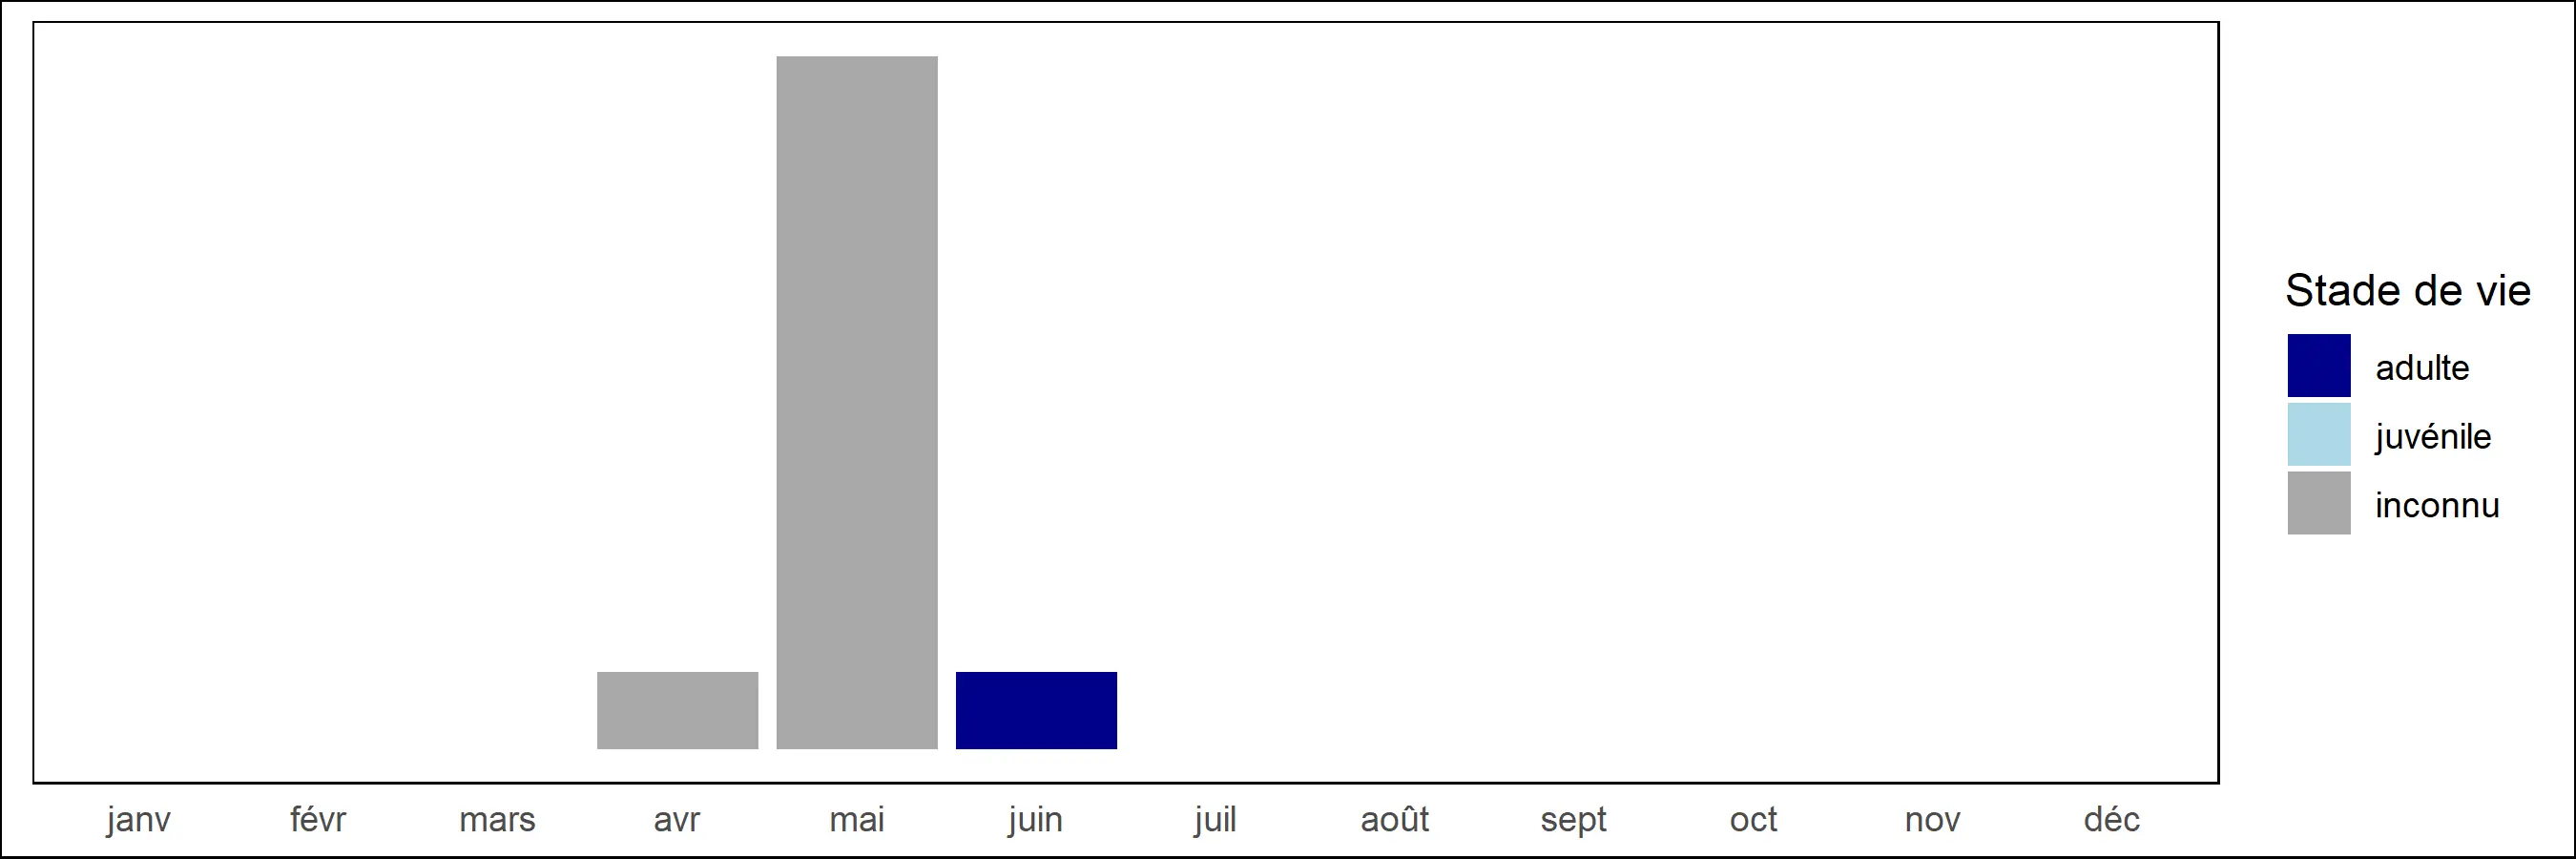 Stade de vie
adulte
juvénile
inconnu
janv févr mars avr mai juin juil août sept oct nov déc